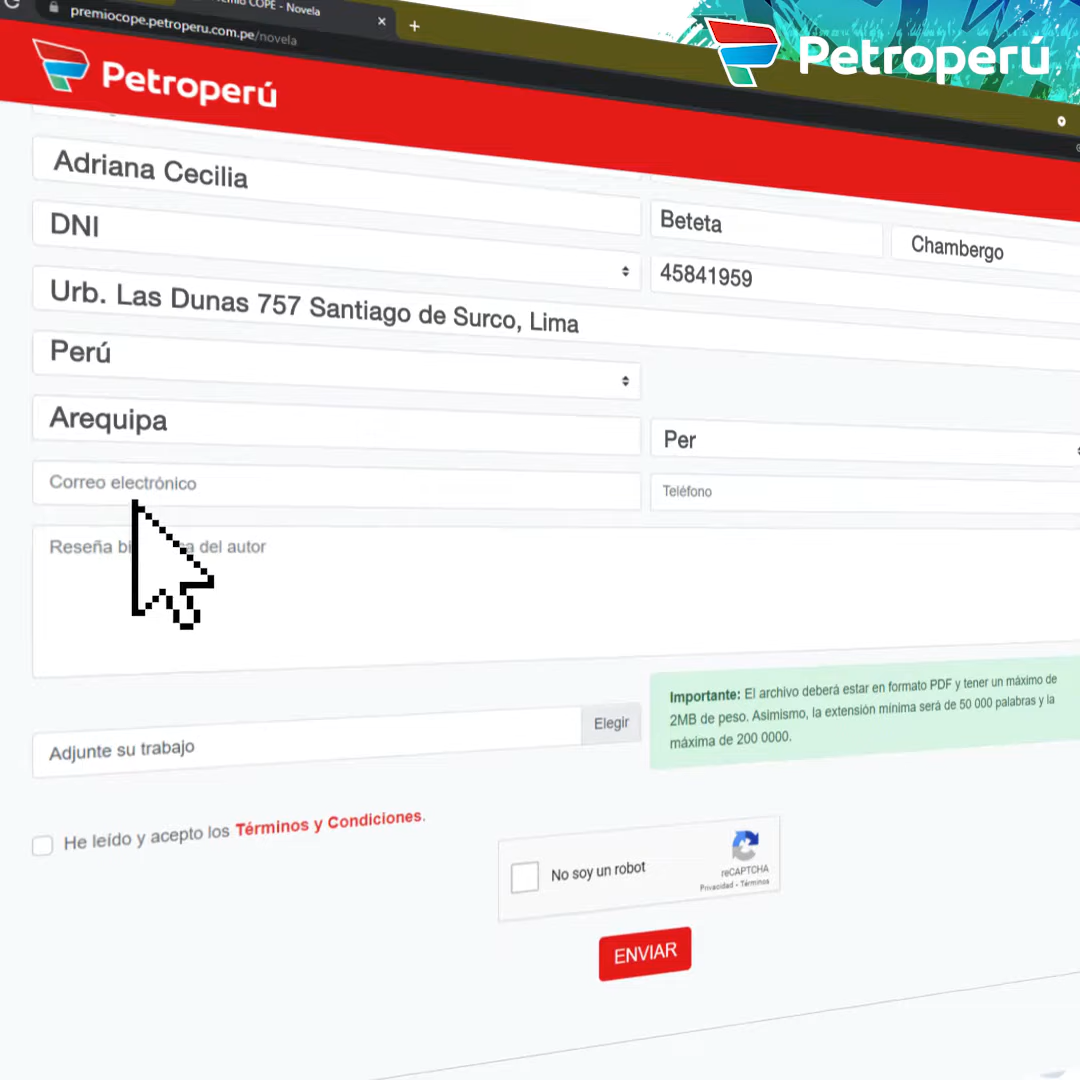 Premio COPÉ - Novela
premiocope.petroperu.com.pe/novela
Petroperú
Petroperú
Adriana Cecilia
Beteta
Chambergo
DNI
45841959
Urb. Las Dunas 757 Santiago de Surco, Lima
Perú
Arequipa
Per
Correo electrónico
Teléfono
Reseña bi a del autor
Importante: El archivo deberá estar en formato PDF y tener un máximo de
2MB de peso. Asimismo, la extensión mínima será de 50 000 palabras y la
máxima de 200 0000.
Adjunte su trabajo
Elegir
He leído y acepto los Términos y Condiciones.
No soy un robot
reCAPTCHA
Privacidad - Términos
ENVIAR